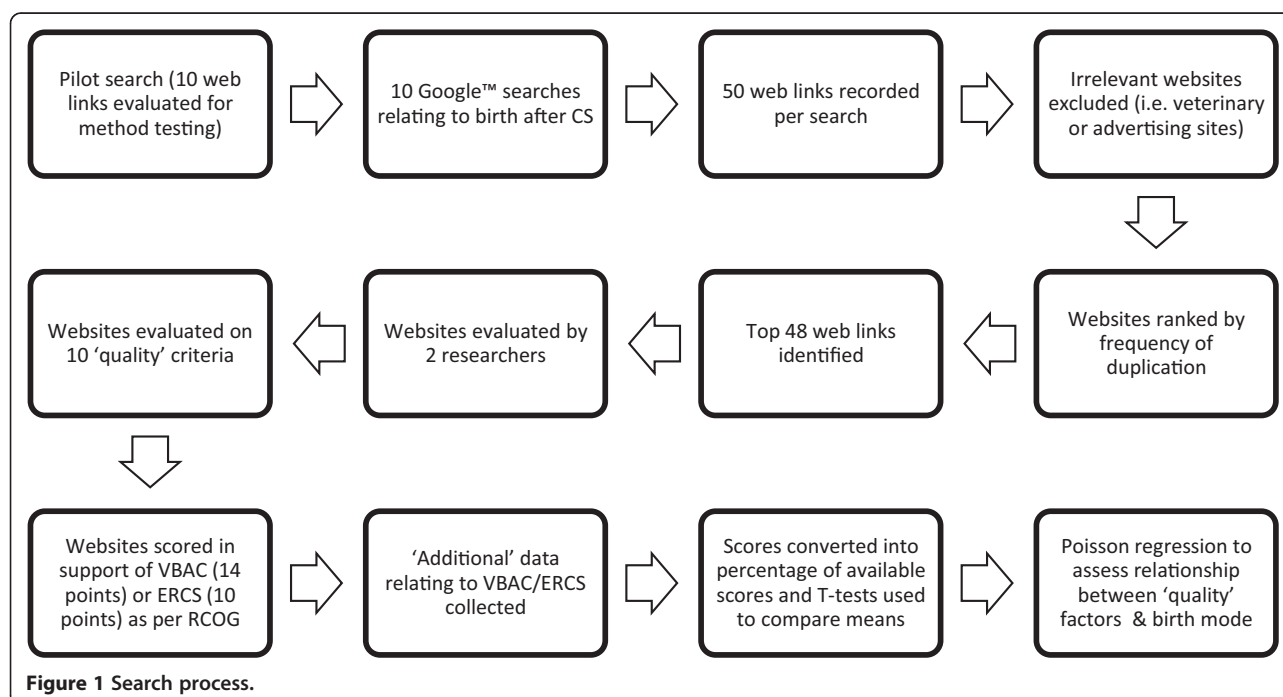 Pilot search (10 web
links evaluated for
method testing)
10 Google™ searches
relating to birth after CS
50 web links recorded
per search
Irrelevant websites
excluded (i.e. veterinary
or advertising sites)
Websites ranked by
frequency of
duplication
Top 48 web links
identified
Websites evaluated by
2 researchers
Websites evaluated on
10 ‘quality’ criteria
Websites scored in
support of VBAC (14
points) or ERCS (10
points) as per RCOG
‘Additional’ data
relating to VBAC/ERCS
collected
Scores converted into
percentage of available
scores and T-tests used
to compare means
Poisson regression to
assess relationship
between ‘quality’
factors & birth mode
Figure 1 Search process.